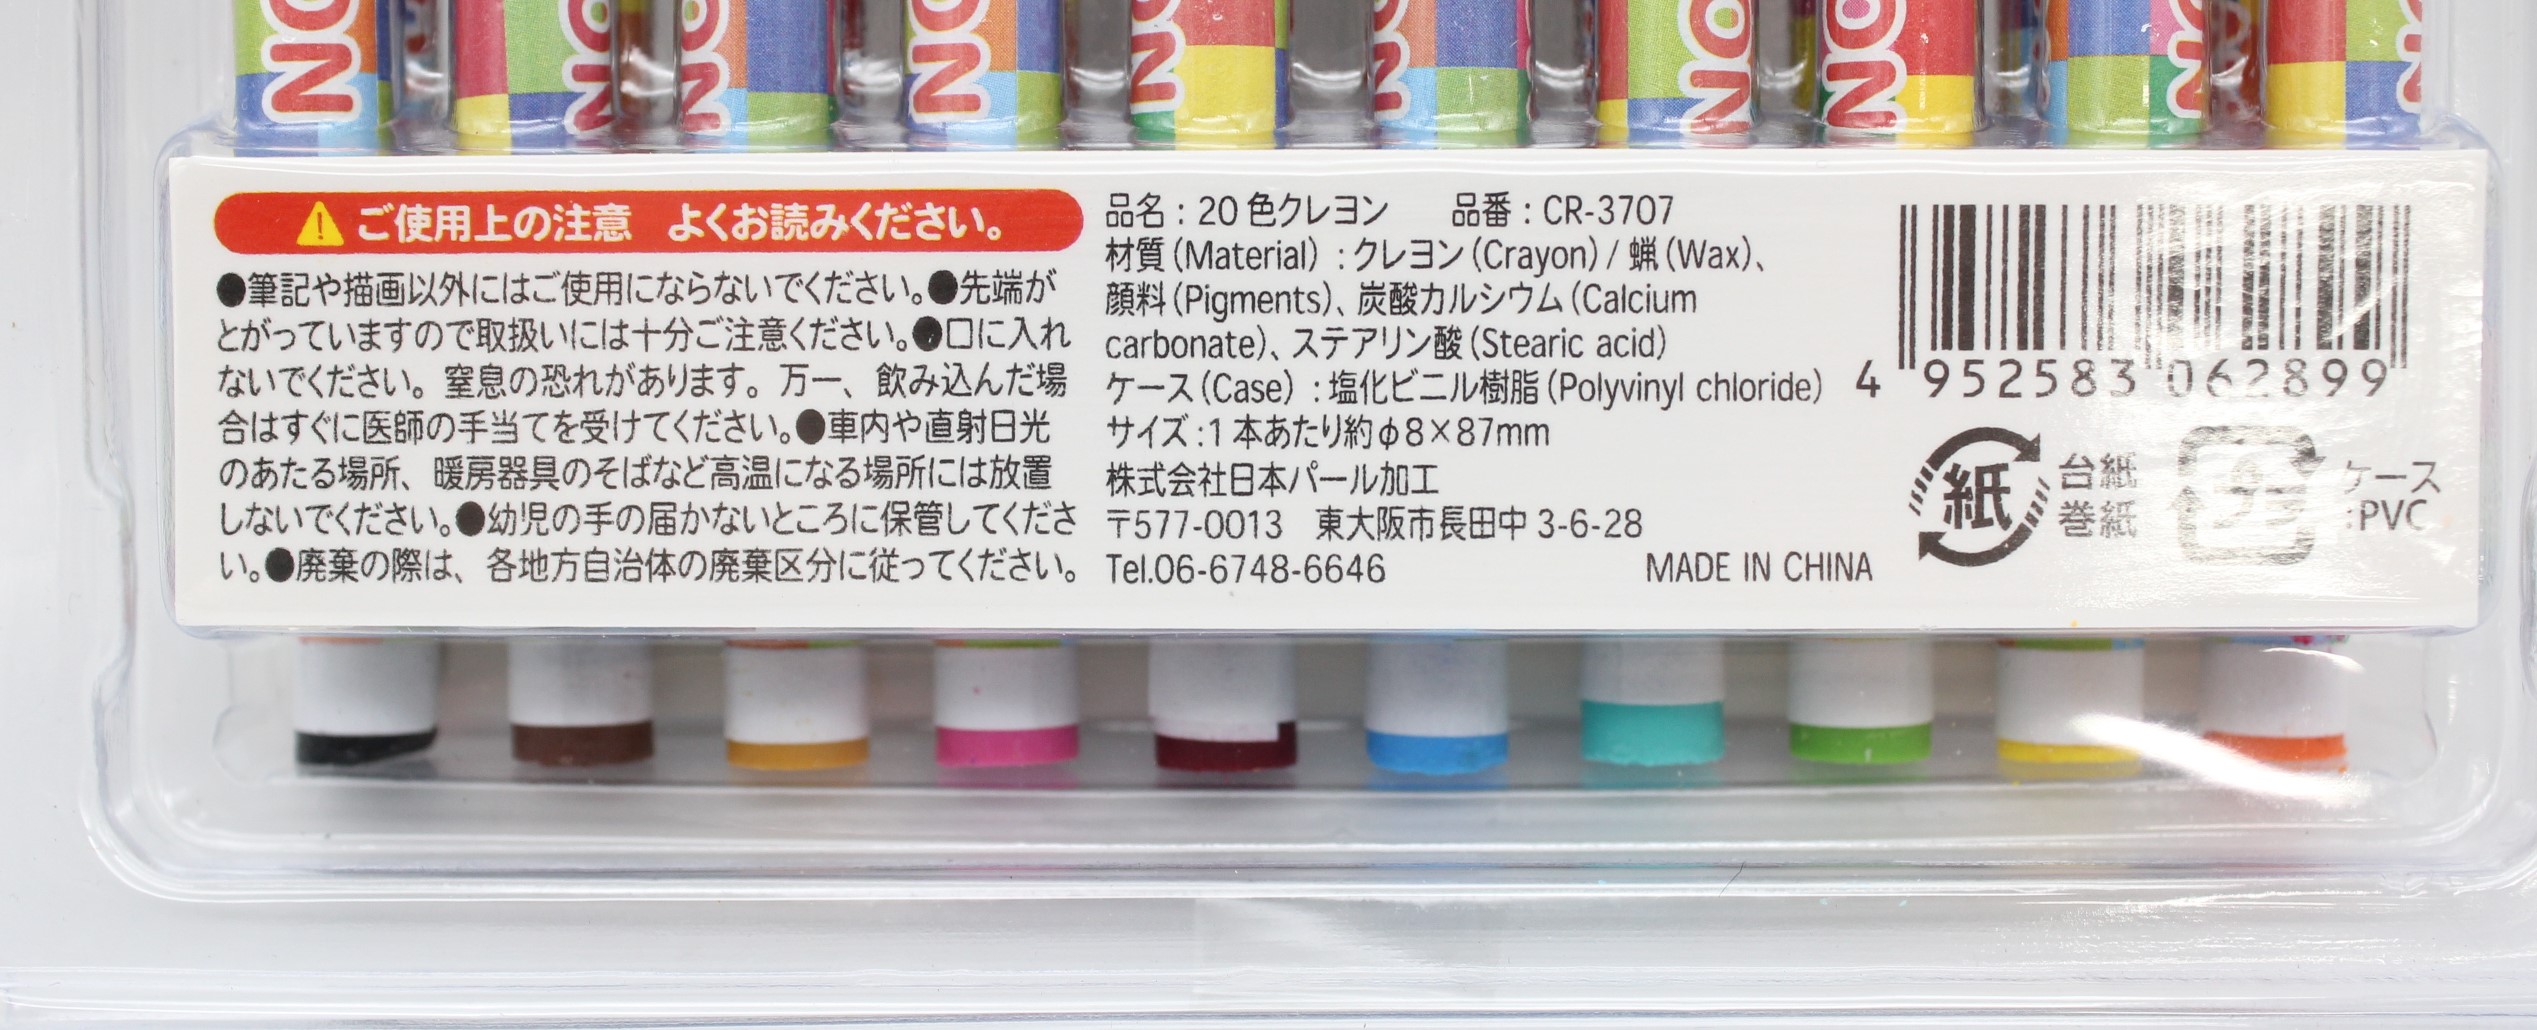 NO
NO
NO
NO
NO
NO
NO
NO
NO
NO
⚠ ご使用上の注意　よくお読みください。
●筆記や描画以外にはご使用にならないでください。●先端が
とがっていますので取扱いには十分ご注意ください。●口に入れ
ないでください。窒息の恐れがあります。万一、飲み込んだ場
合はすぐに医師の手当てを受けてください。●車内や直射日光
のあたる場所、暖房器具のそばなど高温になる場所には放置
しないでください。●幼児の手の届かないところに保管してくださ
い。●廃棄の際は、各地方自治体の廃棄区分に従ってください。
品名：20色クレヨン　品番：CR-3707
材質(Material)：クレヨン(Crayon) / 蝋(Wax)、
顔料(Pigments)、炭酸カルシウム(Calcium
carbonate)、ステアリン酸(Stearic acid)
ケース(Case)：塩化ビニル樹脂(Polyvinyl chloride)
サイズ：1本あたり約φ8×87mm
株式会社日本パール加工
〒577-0013　東大阪市長田中3-6-28
Tel.06-6748-6646
MADE IN CHINA
4 952583 062899
紙
台紙
巻紙
プラ
ケース
:PVC